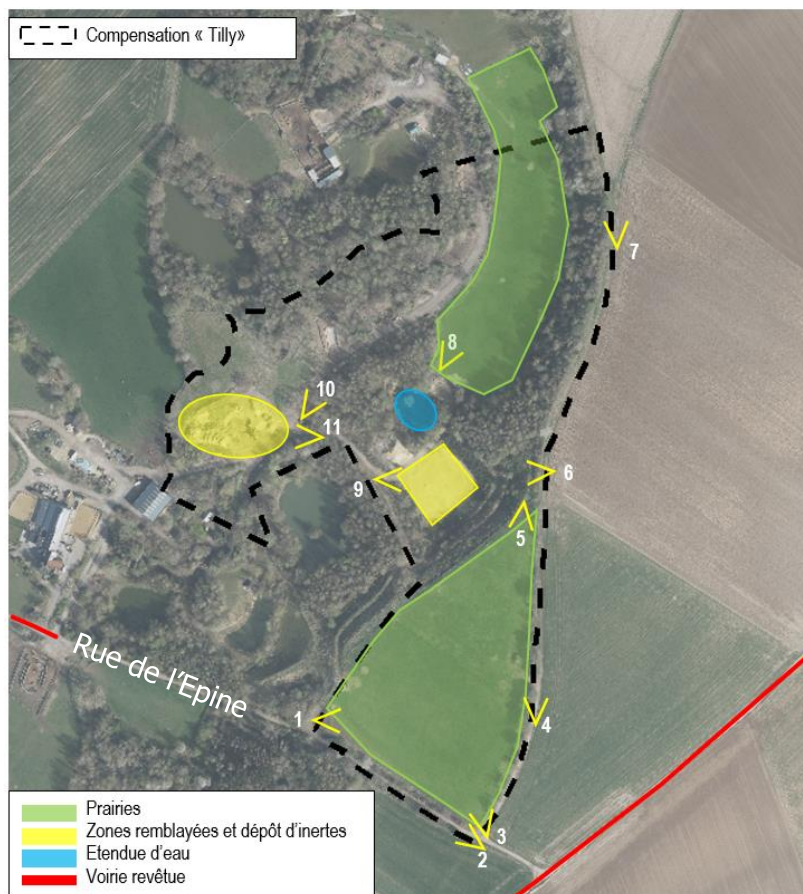 Compensation « Tilly»
7
8
10
11
6
9
5
Rue de l'Epine
1
4
3
2
Prairies
Zones remblayées et dépôt d'inertes
Etendue d'eau
Voirie revêtue